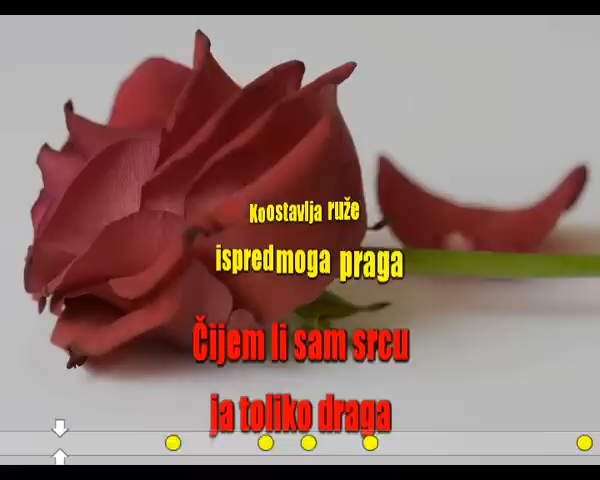 Ko ostavlja ruže
ispred moga praga
Čijem li sam srcu
ja toliko draga